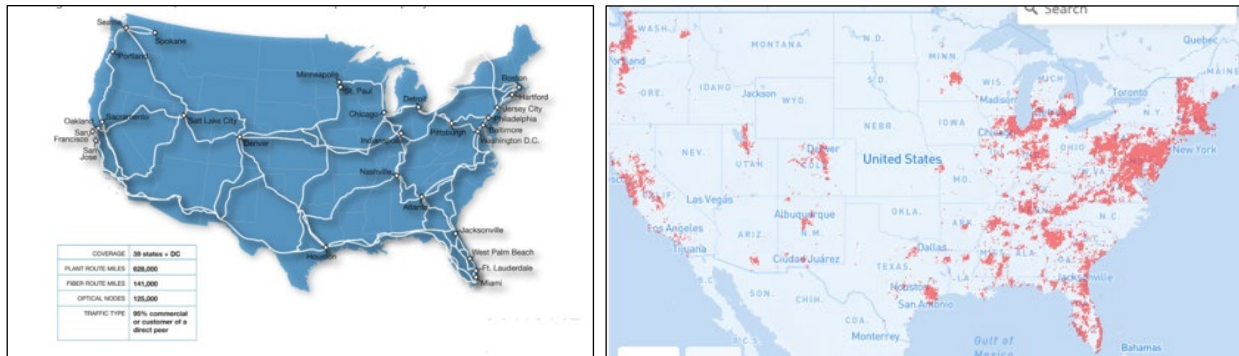 Seattle
Spokane
Portland
Minneapolis
St. Paul
Boston
Hartford
Detroit
Jersey City
Chicago
Philadelphia
Pittsburgh
Baltimore
Washington D.C.
Oakland
Sacramento
San
Francisco
San
Jose
Salt Lake City
Denver
Indianapolis
Nashville
Atlanta
Jacksonville
Houston
West Palm Beach
Ft. Lauderdale
Miami
COVERAGE 39 states + DC
PLANT ROUTE MILES 628,000
FIBER ROUTE MILES 141,000
OPTICAL NODES 125,000
TRAFFIC TYPE 95% commercial
or customer of a
direct peer
Search
WASH.
MONTANA
N.D.
MINN.
Quebec
MAINE
Portland
ORE.
IDAHO
Jackson
WYO.
S.D.
WIS.
MICH
Madison
Toronto
N.Y.
IOWA
NEBR.
Chicago
OHIO
New York
NEV.
UTAH
Denver
COLO.
United States
MO.
W.VA.
CALIF.
Las Vegas
Albuquerque
OKLA.
ARK.
N.C.
Los Angeles
Tijuana
ARIZ.
N.M.
Dallas
MISS.
ALA.
GA.
Ciudad Juárez
TEXAS
LA.
Jacksonville
B.C.
SON.
CHIH.
Houston
San Antonio
COA.
Monterrey
B.C.S.
Gulf of
Mexico
Bahamas